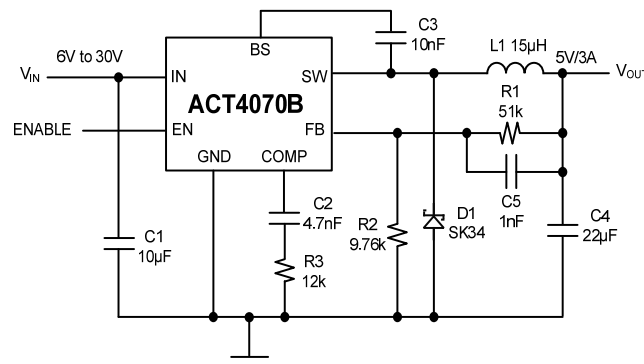 C3
10nF
BS
L1 15μH
5V/3A
6V to 30V
VIN
IN
SW
VOUT
ACT4070B
R1
51k
ENABLE
EN
FB
GND
COMP
C5
1nF
C2
4.7nF
R2
9.76k
D1
SK34
C4
22μF
C1
10μF
R3
12k